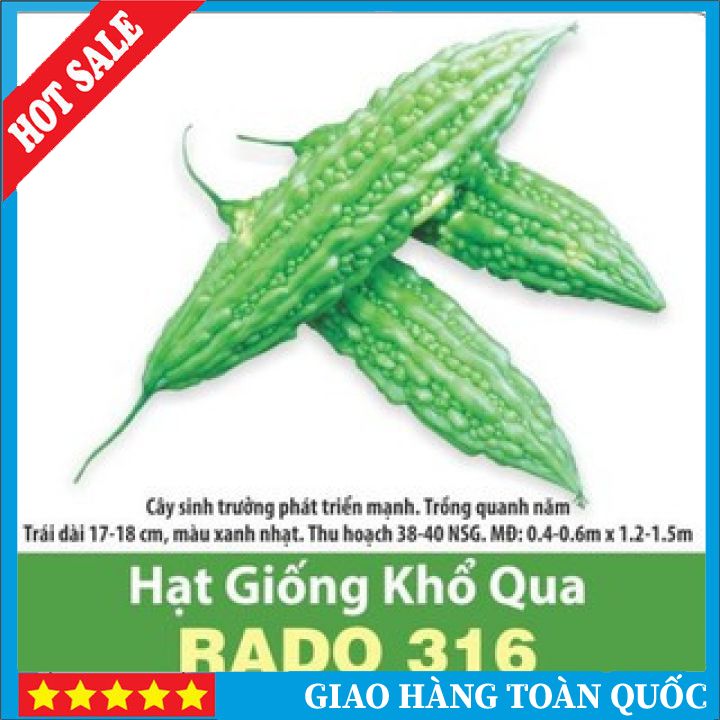 HOT SALE
Cây sinh trưởng phát triển mạnh. Trồng quanh năm
Trái dài 17-18 cm, màu xanh nhạt. Thu hoạch 38-40 NSG. MĐ: 0.4-0.6m x 1.2-1.5m
Hạt Giống Khổ Qua
RADO 316
GIAO HÀNG TOÀN QUỐC